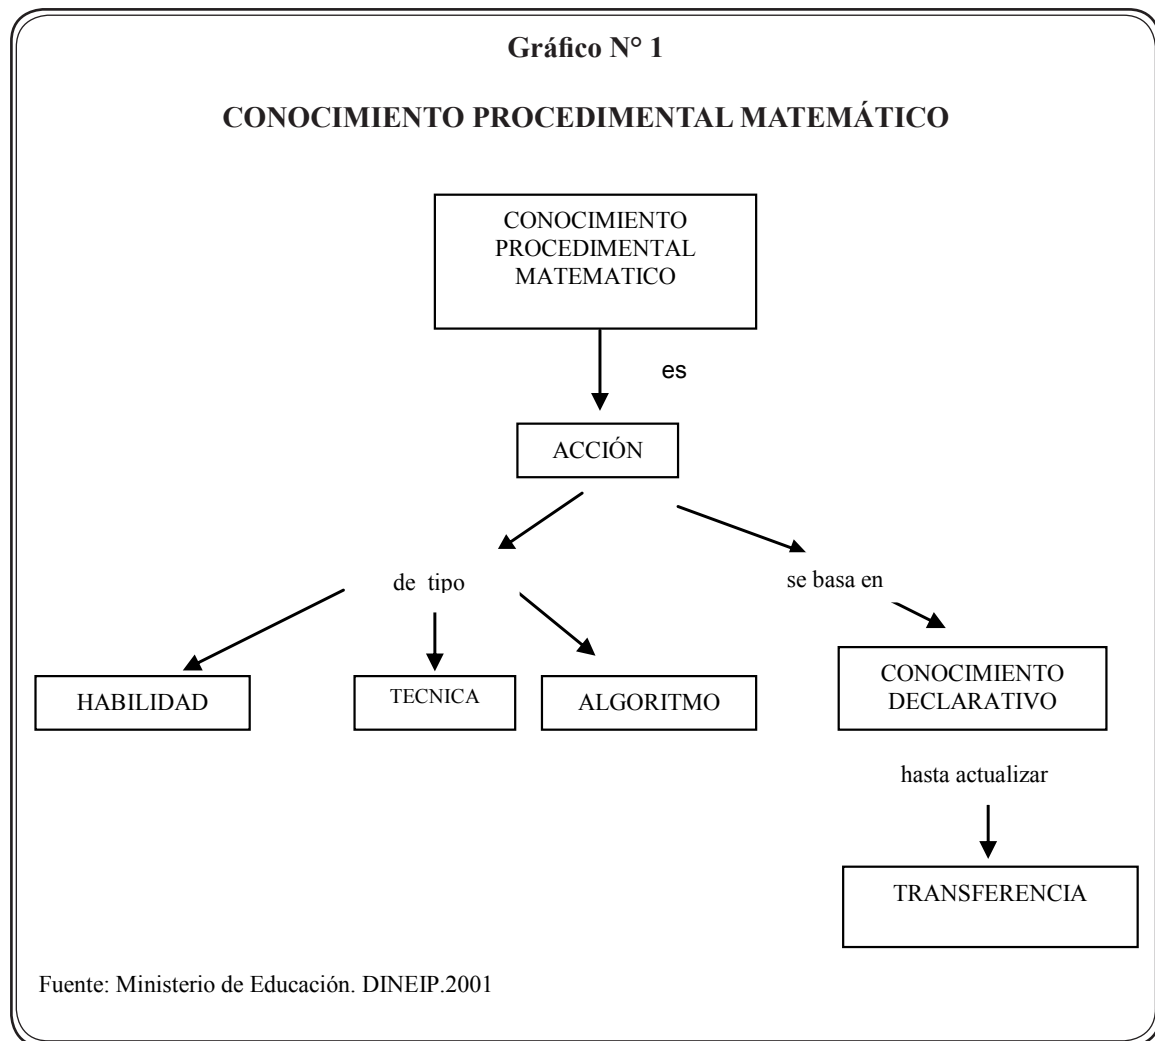 Gráfico N° 1
CONOCIMIENTO PROCEDIMENTAL MATEMÁTICO
CONOCIMIENTO
PROCEDIMENTAL
MATEMATICO
es
ACCIÓN
de tipo
se basa en
HABILIDAD
TECNICA
ALGORITMO
CONOCIMIENTO
DECLARATIVO
hasta actualizar
TRANSFERENCIA
Fuente: Ministerio de Educación. DINEIP.2001